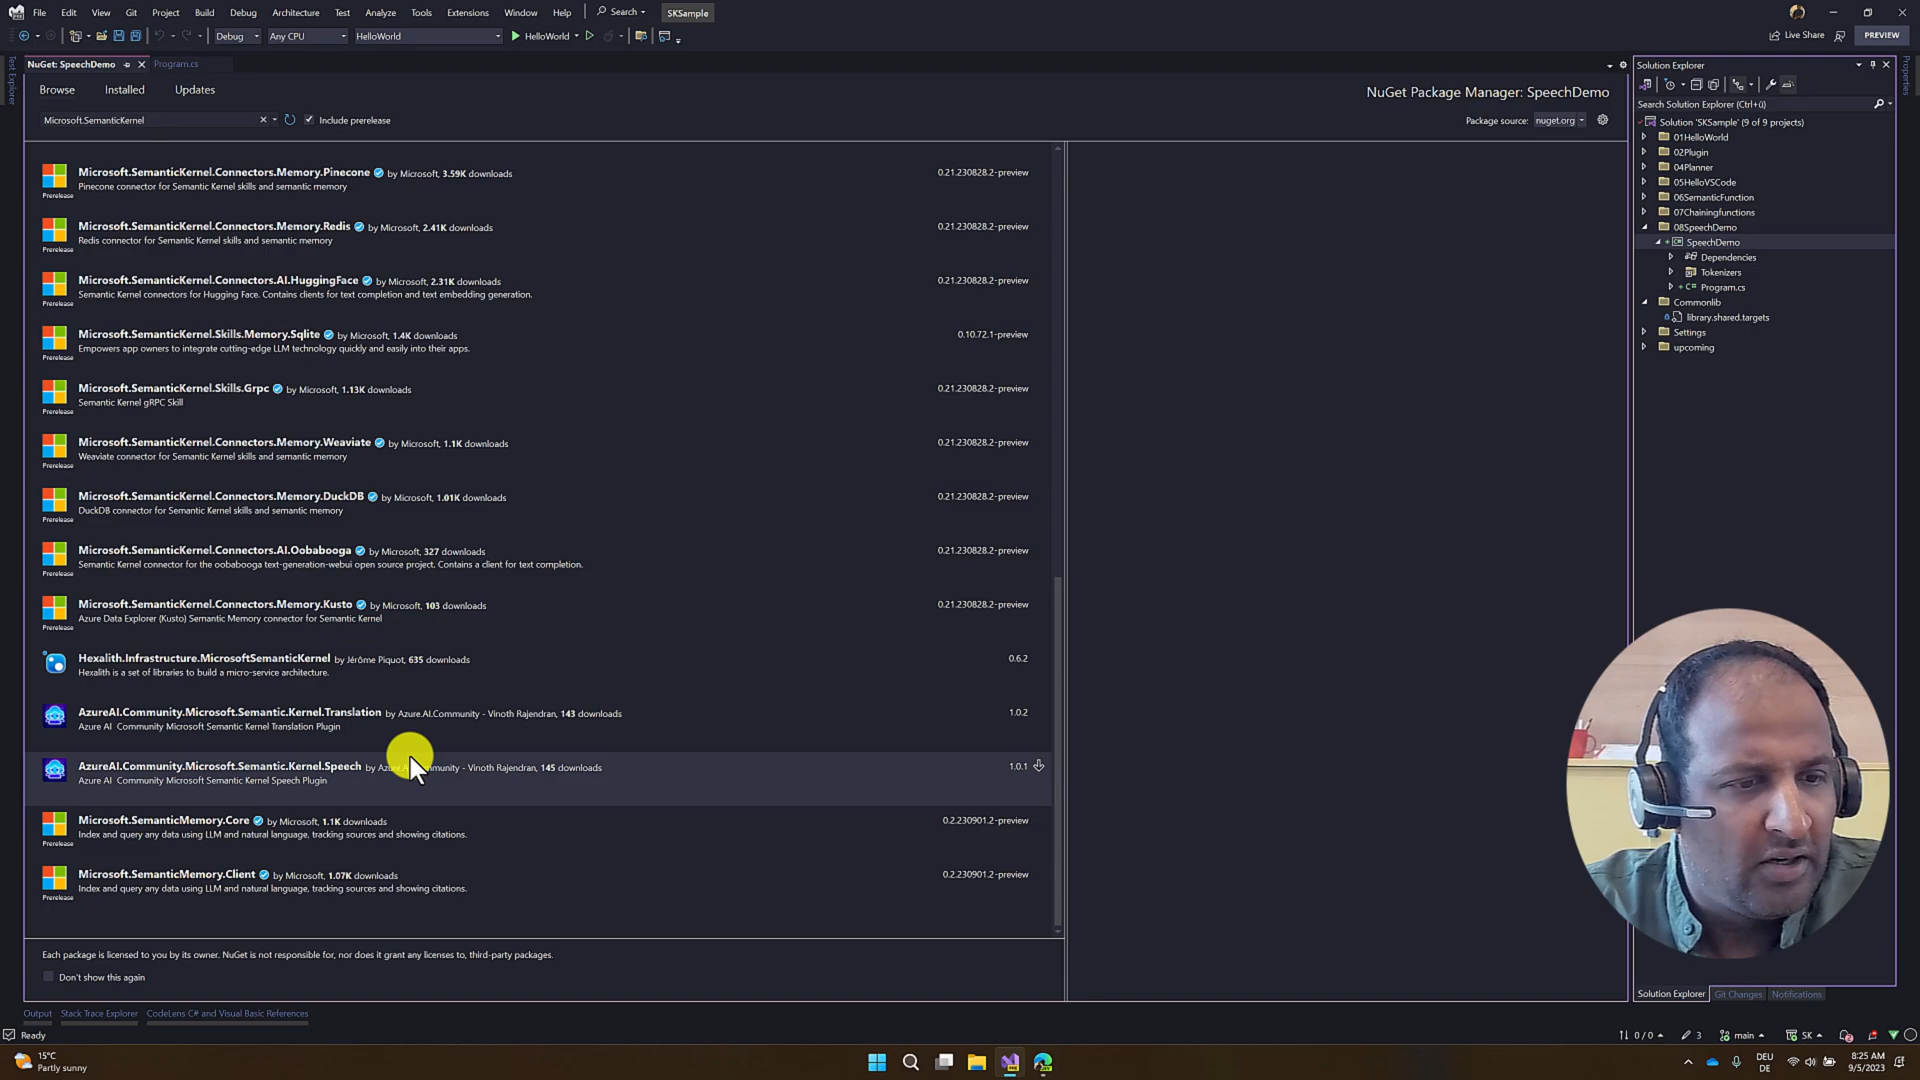 File Edit View Git Project Build Debug Architecture Test Analyze Tools Extensions Window Help Search SKSample
Debug Any CPU HelloWorld HelloWorld Live Share PREVIEW
Test Explorer
NuGet: SpeechDemo Program.cs
Browse Installed Updates
NuGet Package Manager: SpeechDemo
Microsoft.SemanticKernel Include prerelease
Package source: nuget.org
Microsoft.SemanticKernel.Connectors.Memory.Pinecone by Microsoft, 3.59K downloads 0.21.230828.2-preview
Pinecone connector for Semantic Kernel skills and semantic memory
Prerelease
Microsoft.SemanticKernel.Connectors.Memory.Redis by Microsoft, 2.41K downloads 0.21.230828.2-preview
Redis connector for Semantic Kernel skills and semantic memory
Prerelease
Microsoft.SemanticKernel.Connectors.AI.HuggingFace by Microsoft, 2.31K downloads 0.21.230828.2-preview
Semantic Kernel connectors for Hugging Face. Contains clients for text completion and text embedding generation.
Prerelease
Microsoft.SemanticKernel.Skills.Memory.Sqlite by Microsoft, 1.4K downloads 0.10.72.1-preview
Empowers app owners to integrate cutting-edge LLM technology quickly and easily into their apps.
Prerelease
Microsoft.SemanticKernel.Skills.Grpc by Microsoft, 1.13K downloads 0.21.230828.2-preview
Semantic Kernel gRPC Skill
Prerelease
Microsoft.SemanticKernel.Connectors.Memory.Weaviate by Microsoft, 1.1K downloads 0.21.230828.2-preview
Weaviate connector for Semantic Kernel skills and semantic memory
Prerelease
Microsoft.SemanticKernel.Connectors.Memory.DuckDB by Microsoft, 1.01K downloads 0.21.230828.2-preview
DuckDB connector for Semantic Kernel skills and semantic memory
Prerelease
Microsoft.SemanticKernel.Connectors.AI.Oobabooga by Microsoft, 327 downloads 0.21.230828.2-preview
Semantic Kernel connector for the oobabooga text-generation-webui open source project. Contains a client for text completion.
Prerelease
Microsoft.SemanticKernel.Connectors.Memory.Kusto by Microsoft, 103 downloads 0.21.230828.2-preview
Azure Data Explorer (Kusto) Semantic Memory connector for Semantic Kernel
Prerelease
Hexalith.Infrastructure.MicrosoftSemanticKernel by Jérôme Piquot, 635 downloads 0.6.2
Hexalith is a set of libraries to build a micro-service architecture.
AzureAI.Community.Microsoft.Semantic.Kernel.Translation by Azure.AI.Community - Vinoth Rajendran, 143 downloads 1.0.2
Azure AI Community Microsoft Semantic Kernel Translation Plugin
AzureAI.Community.Microsoft.Semantic.Kernel.Speech by Vinoth Rajendran, 145 downloads 1.0.1
Azure AI Community Microsoft Semantic Kernel Speech Plugin
Microsoft.SemanticMemory.Core by Microsoft, 1.1K downloads 0.2.230901.2-preview
Index and query any data using LLM and natural language, tracking sources and showing citations.
Prerelease
Microsoft.SemanticMemory.Client by Microsoft, 1.07K downloads 0.2.230901.2-preview
Index and query any data using LLM and natural language, tracking sources and showing citations.
Prerelease
Each package is licensed to you by its owner. NuGet is not responsible for, nor does it grant any licenses to, third-party packages.
Don't show this again
Solution Explorer
Search Solution Explorer (Ctrl+ü)
Solution 'SKSample' (9 of 9 projects)
01HelloWorld
02Plugin
04Planner
05HelloVSCode
06SemanticFunction
07Chainingfunctions
08SpeechDemo
SpeechDemo
Dependencies
Tokenizers
Program.cs
Commonlib
library.shared.targets
Settings
upcoming
Properties
Solution Explorer Git Changes Notifications
Output Stack Trace Explorer CodeLens C# and Visual Basic References
Ready
0 / 0 3 main SK
15°C
Partly sunny
DEU
DE
8:25 AM
9/5/2023